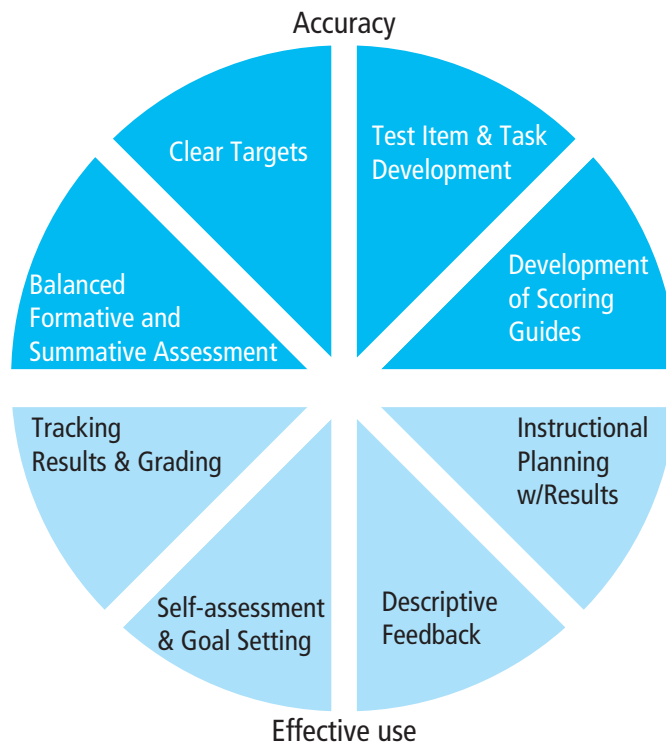 Accuracy
Clear Targets
Test Item & Task
Development
Balanced
Formative and
Summative Assessment
Development
of Scoring
Guides
Tracking
Results & Grading
Instructional
Planning
w/Results
Self-assessment
& Goal Setting
Descriptive
Feedback
Effective use